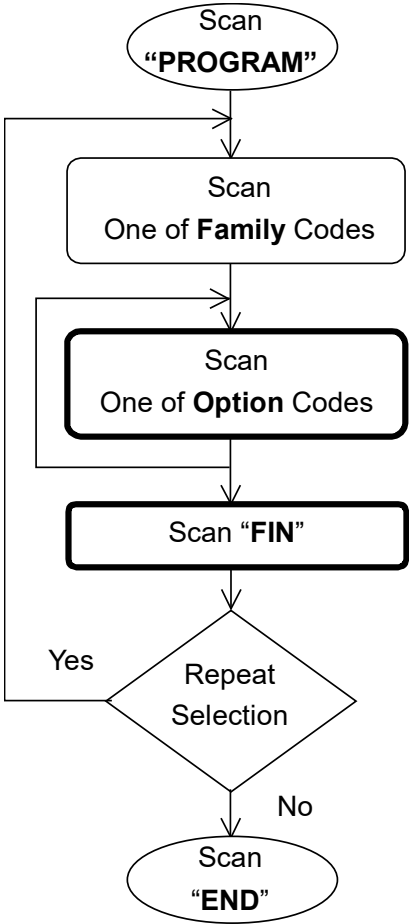 Scan
“PROGRAM”
Scan
One of Family Codes
Scan
One of Option Codes
Scan “FIN”
Yes
Repeat
Selection
No
Scan
“END”